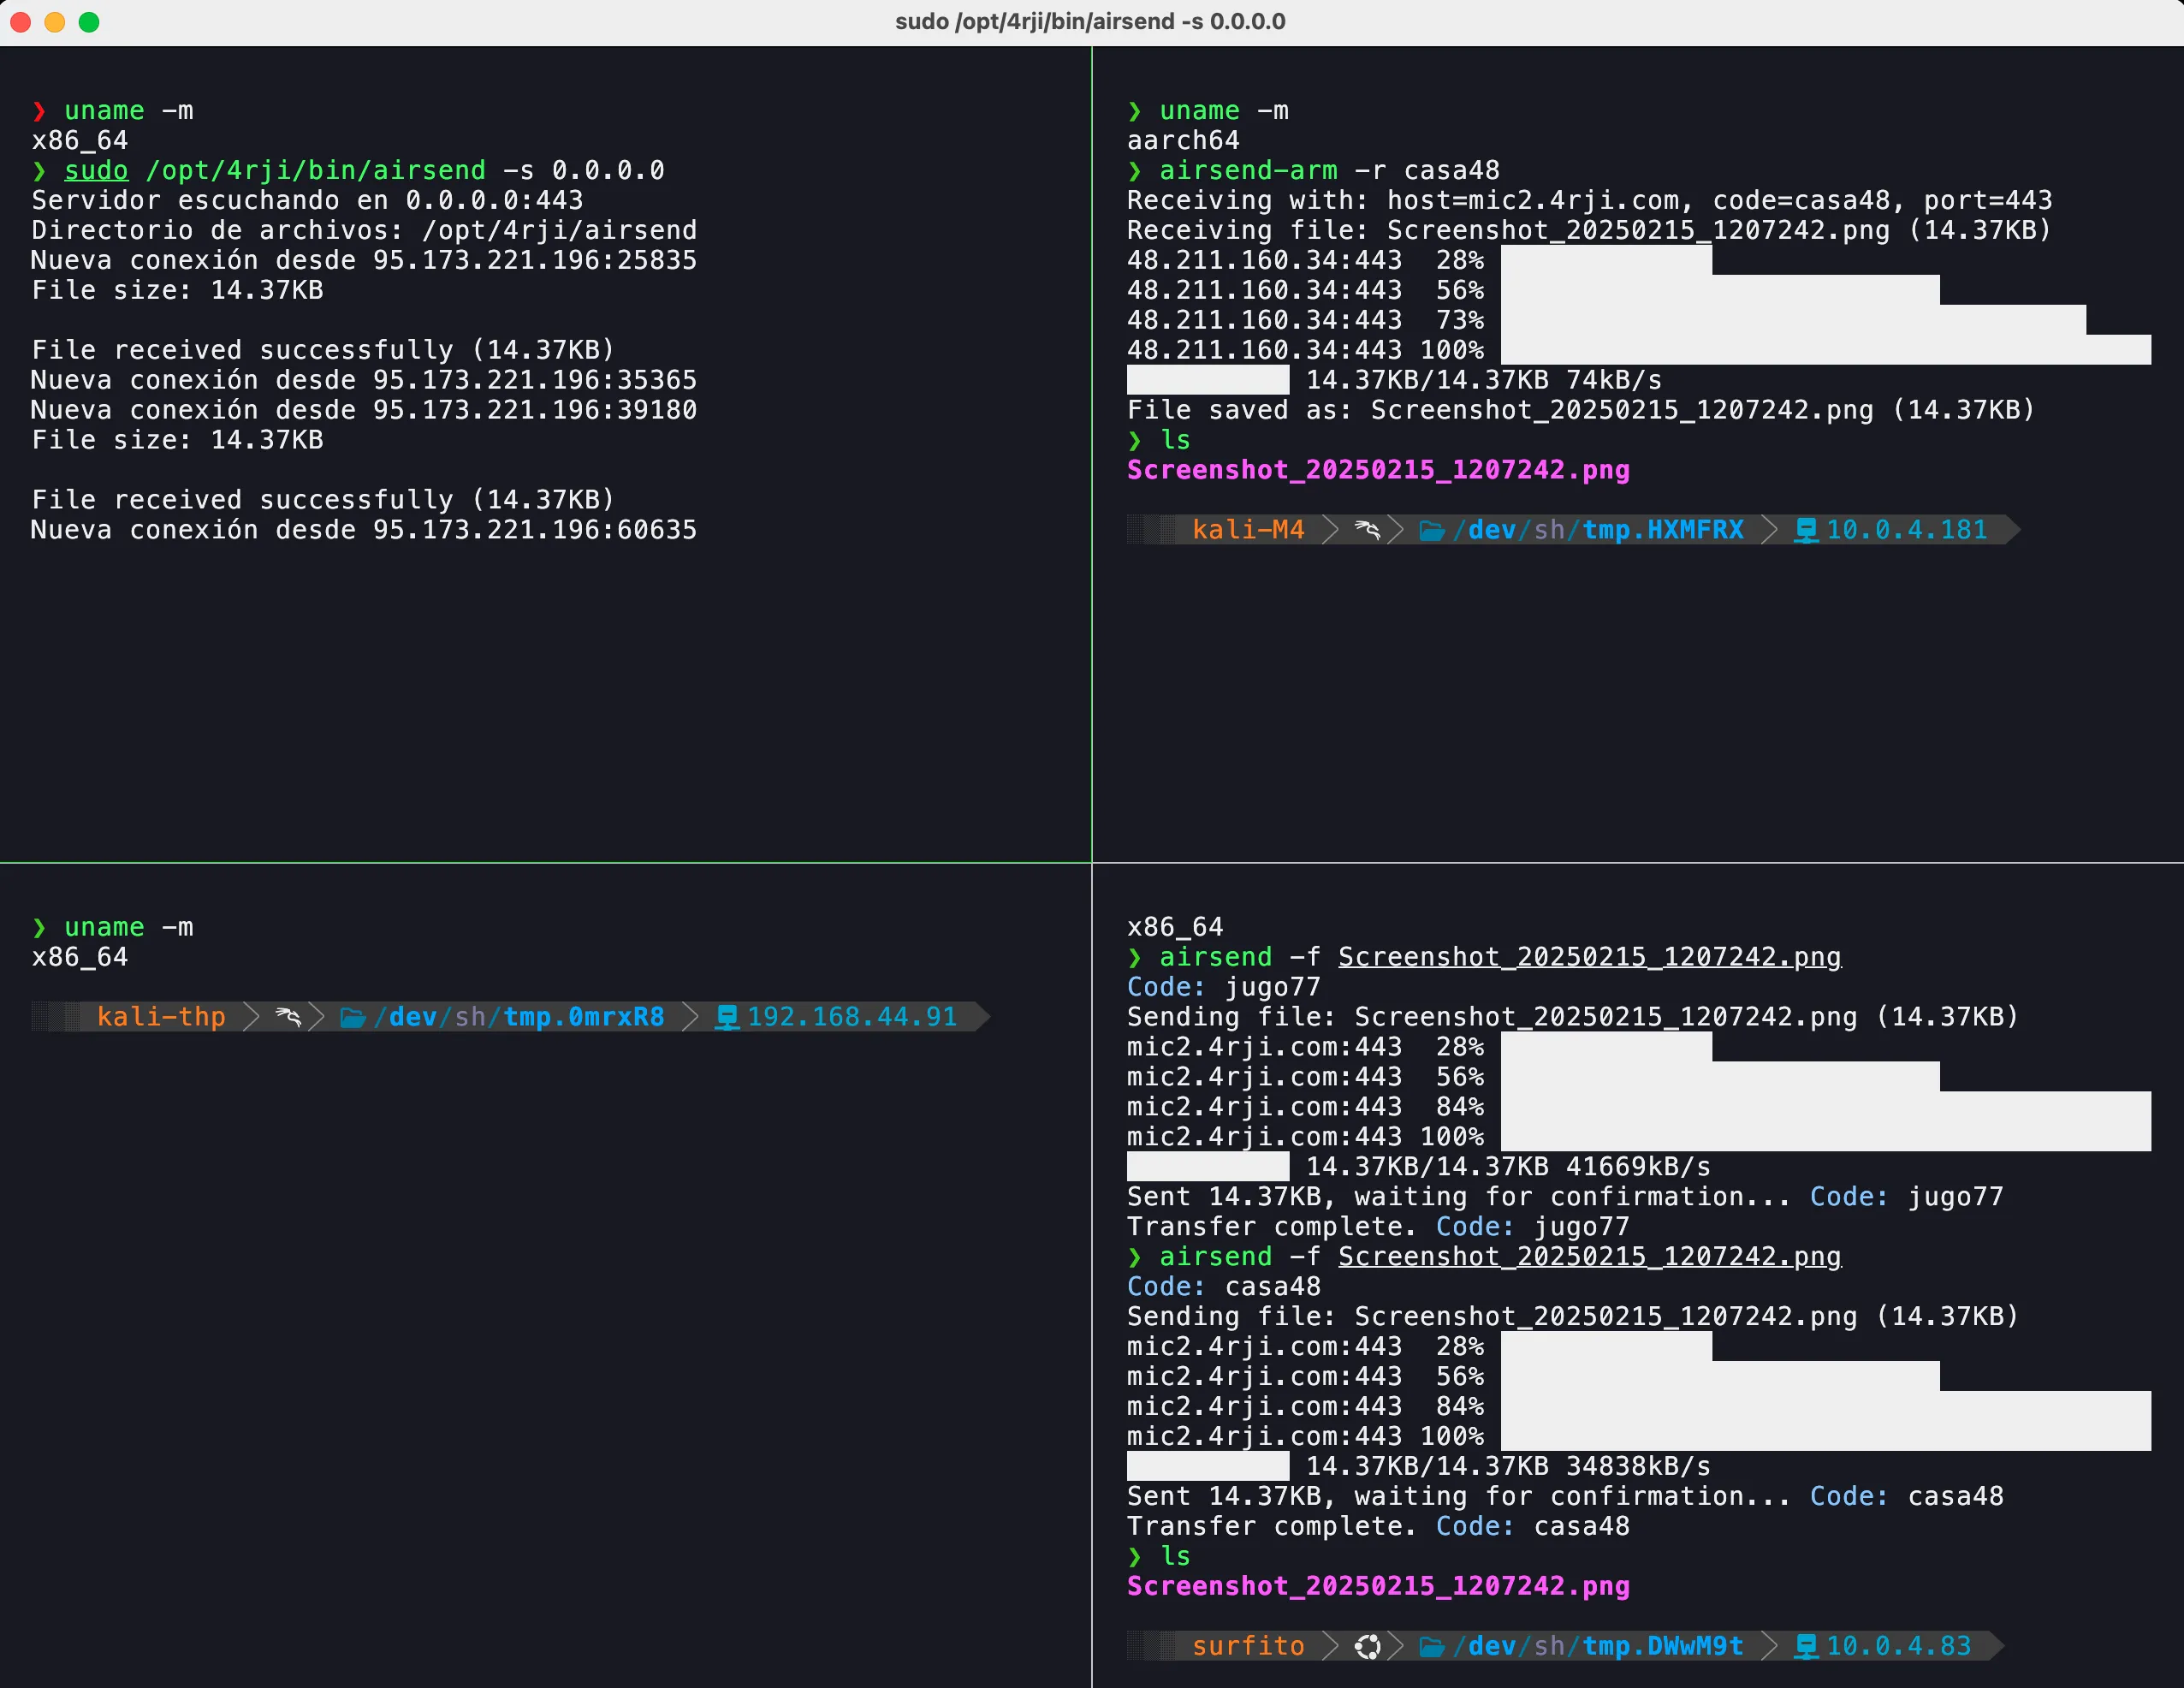 sudo /opt/4rji/bin/airsend -s 0.0.0.0
❯ uname -m
x86_64
❯ sudo /opt/4rji/bin/airsend -s 0.0.0.0
Servidor escuchando en 0.0.0.0:443
Directorio de archivos: /opt/4rji/airsend
Nueva conexión desde 95.173.221.196:25835
File size: 14.37KB
File received successfully (14.37KB)
Nueva conexión desde 95.173.221.196:35365
Nueva conexión desde 95.173.221.196:39180
File size: 14.37KB
File received successfully (14.37KB)
Nueva conexión desde 95.173.221.196:60635
❯ uname -m
aarch64
❯ airsend-arm -r casa48
Receiving with: host=mic2.4rji.com, code=casa48, port=443
Receiving file: Screenshot_20250215_1207242.png (14.37KB)
48.211.160.34:443 28%
48.211.160.34:443 56%
48.211.160.34:443 73%
48.211.160.34:443 100%
14.37KB/14.37KB 74kB/s
File saved as: Screenshot_20250215_1207242.png (14.37KB)
❯ ls
Screenshot_20250215_1207242.png
kali-M4 /dev/sh/tmp.HXMFRX 10.0.4.181
❯ uname -m
x86_64
kali-thp /dev/sh/tmp.0mrxR8 192.168.44.91
x86_64
❯ airsend -f Screenshot_20250215_1207242.png
Code: jugo77
Sending file: Screenshot_20250215_1207242.png (14.37KB)
mic2.4rji.com:443 28%
mic2.4rji.com:443 56%
mic2.4rji.com:443 84%
mic2.4rji.com:443 100%
14.37KB/14.37KB 41669kB/s
Sent 14.37KB, waiting for confirmation... Code: jugo77
Transfer complete. Code: jugo77
❯ airsend -f Screenshot_20250215_1207242.png
Code: casa48
Sending file: Screenshot_20250215_1207242.png (14.37KB)
mic2.4rji.com:443 28%
mic2.4rji.com:443 56%
mic2.4rji.com:443 84%
mic2.4rji.com:443 100%
14.37KB/14.37KB 34838kB/s
Sent 14.37KB, waiting for confirmation... Code: casa48
Transfer complete. Code: casa48
❯ ls
Screenshot_20250215_1207242.png
surfito /dev/sh/tmp.DWwM9t 10.0.4.83